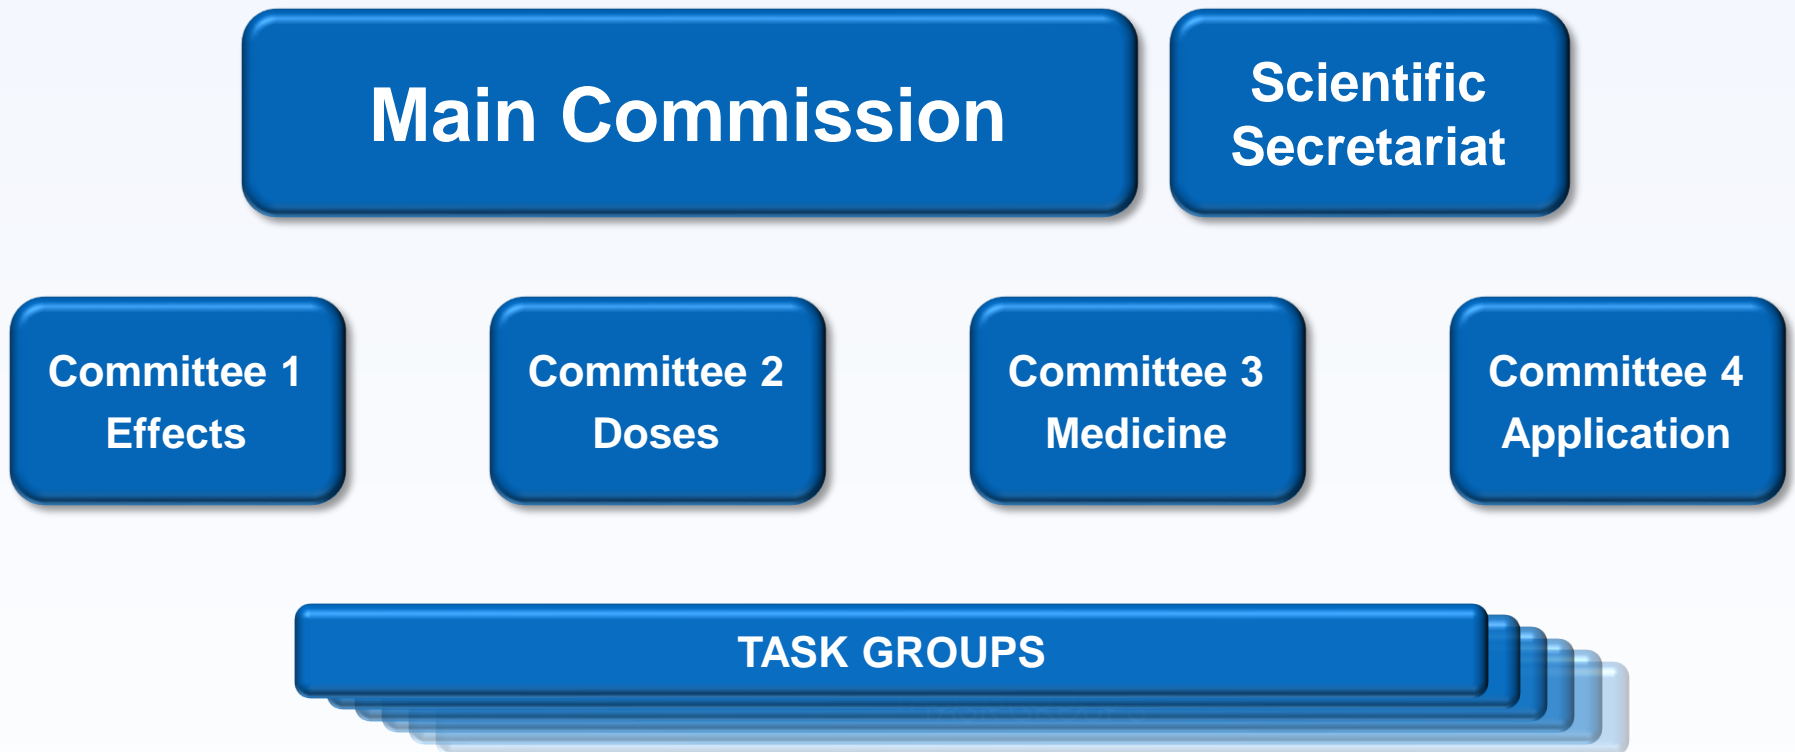 Main Commission
Scientific
Secretariat
Committee 1
Effects
Committee 2
Doses
Committee 3
Medicine
Committee 4
Application
TASK GROUPS